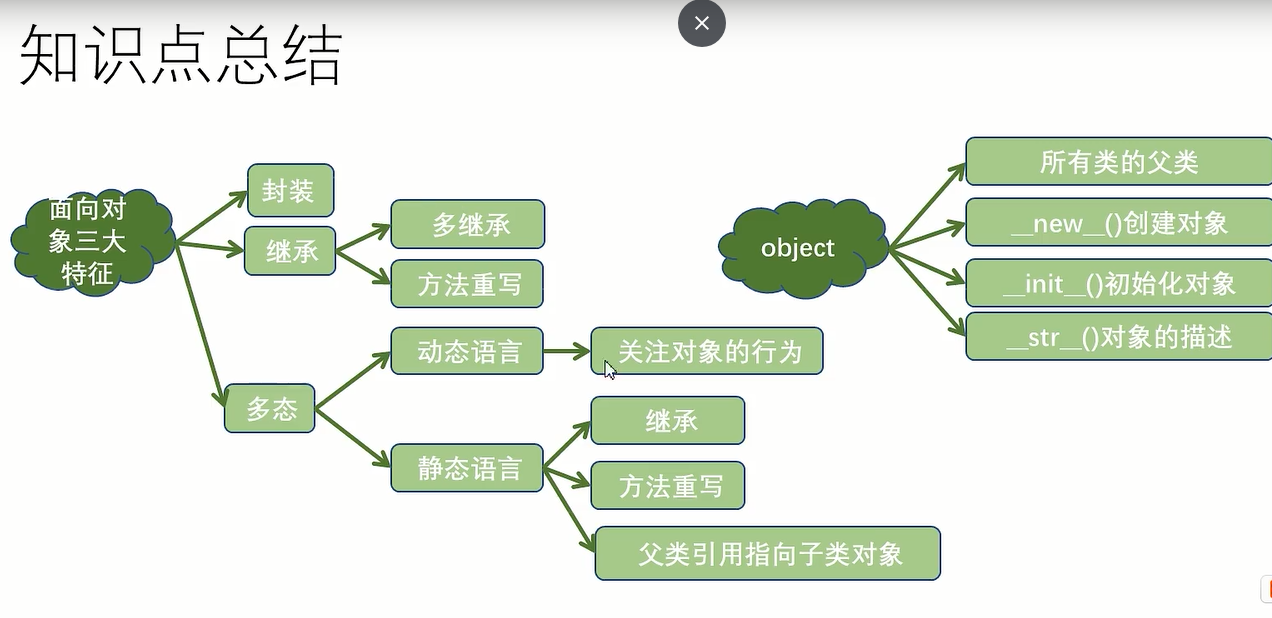 知识点总结
面向对
象三大
特征
封装
继承
多继承
方法重写
多态
动态语言
关注对象的行为
静态语言
继承
方法重写
父类引用指向子类对象
object
所有类的父类
__new__()创建对象
__init__()初始化对象
__str__()对象的描述